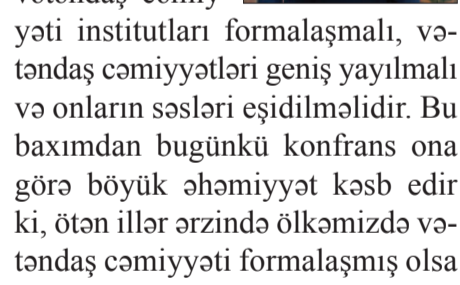 yəti institutları formalaşmalı, və-
təndaş cəmiyyətləri geniş yayılmalı
və onların səsləri eşidilməlidir. Bu
baxımdan bugünkü konfrans ona
görə böyük əhəmiyyət kəsb edir
ki, ötən illər ərzində ölkəmizdə və-
təndaş cəmiyyəti formalaşmış olsa